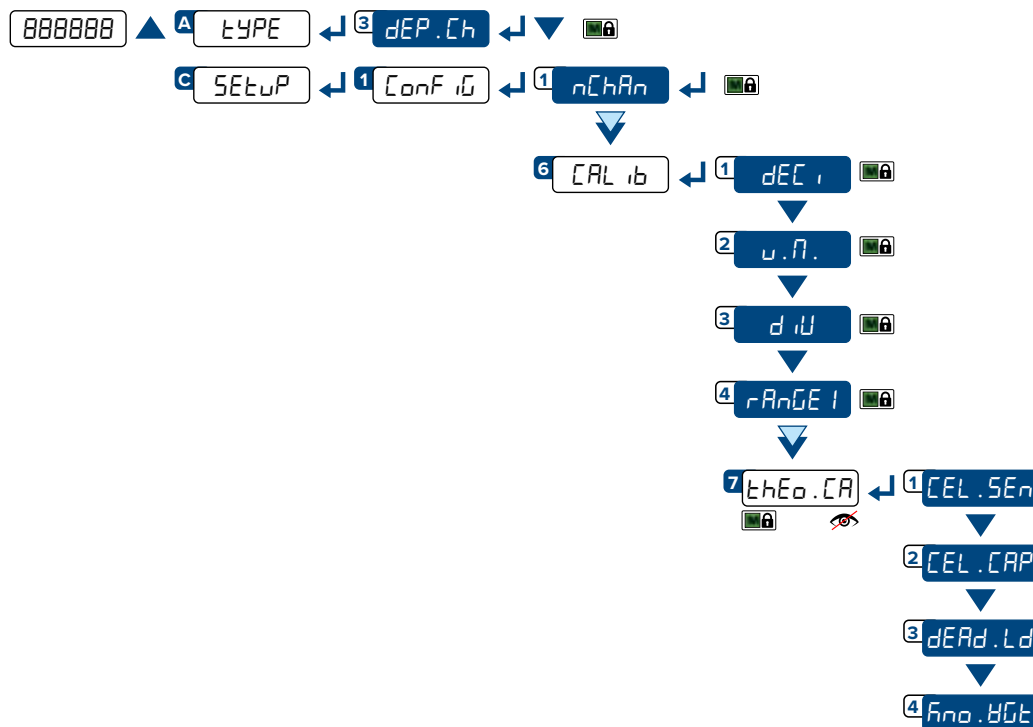 888888 A tYPE 3 dEP.Ch
C SEtuP 1 ConFiG 1 nChAn
6 CALib 1 dECi
2 u.M.
3 diU
4 rAnGE1
7 thEo.CA 1 CEL.SEn
2 CEL.CAP
3 dEAd.Ld
4 kno.WGt